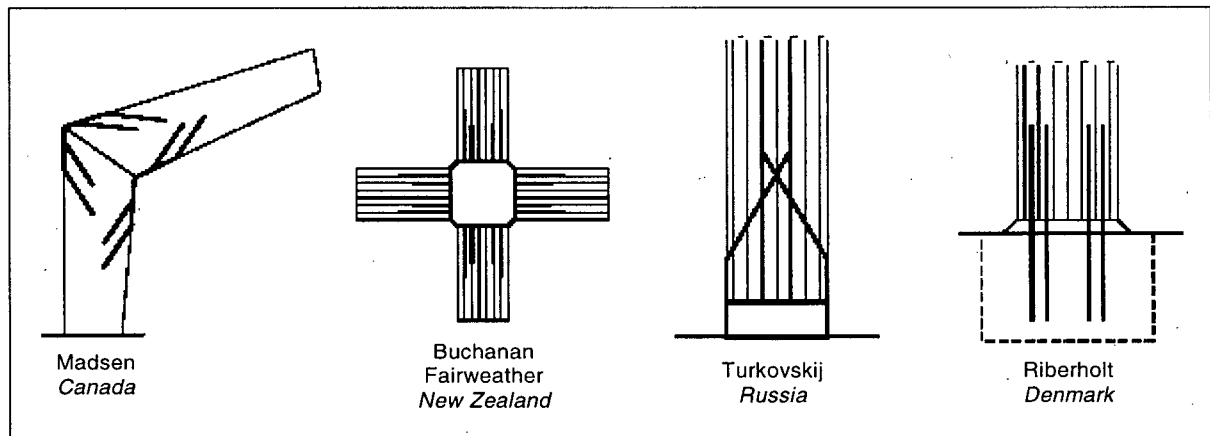 Madsen
Canada
Buchanan
Fairweather
New Zealand
Turkovskij
Russia
Riberholt
Denmark